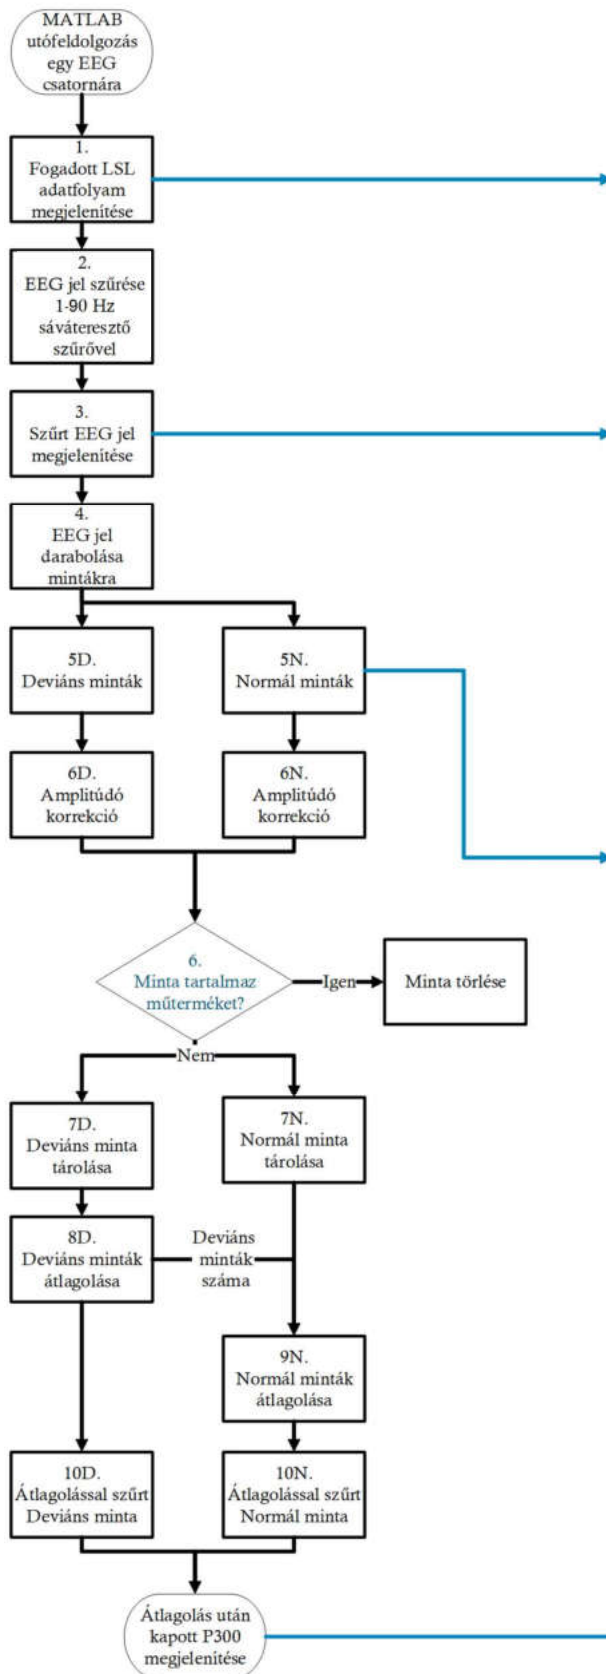 MATLAB
utófeldolgozás
egy EEG
csatornára
1.
Fogadott LSL
adatfolyam
megjelenítése
2.
EEG jel szűrése
1-90 Hz
sáváteresztő
szűrővel
3.
Szűrt EEG jel
megjelenítése
4.
EEG jel
darabolása
mintákra
5D.
Deviáns minták
5N.
Normál minták
6D.
Amplitúdó
korrekció
6N.
Amplitúdó
korrekció
6.
Minta tartalmaz
műterméket?
Igen
Minta törlése
Nem
7D.
Deviáns minta
tárolása
7N.
Normál minta
tárolása
8D.
Deviáns minták
átlagolása
Deviáns
minták
száma
9N.
Normál minták
átlagolása
10D.
Átlagolással szűrt
Deviáns minta
10N.
Átlagolással szűrt
Normál minta
Átlagolás után
kapott P300
megjelenítése